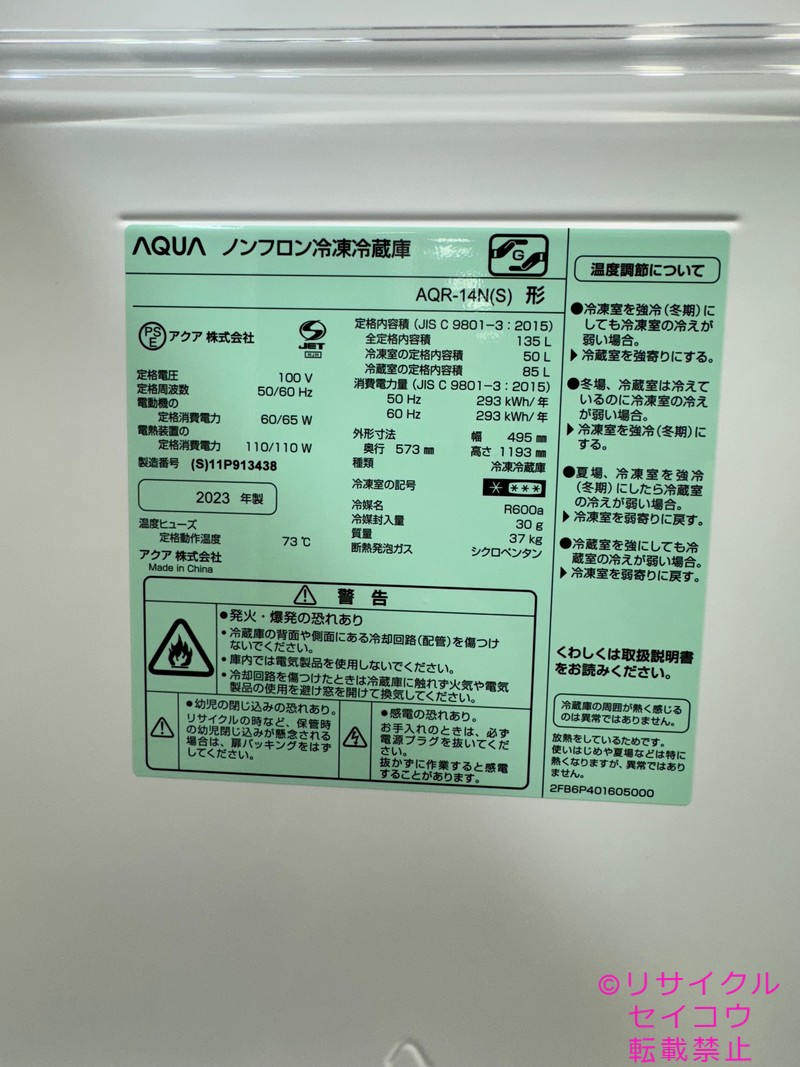 AQUA ノンフロン冷凍冷蔵庫
G
AQR-14N(S) 形
PS
E
アクア 株式会社
JET
定格電圧 100 V
定格周波数 50/60 Hz
電動機の
定格消費電力 60/65 W
電熱装置の
定格消費電力 110/110 W
製造番号 (S)11P913438
2023 年製
温度ヒューズ
定格動作温度 73 ℃
アクア 株式会社
Made in China
定格内容積 (JIS C 9801-3:2015)
全定格内容積 135 L
冷凍室の定格内容積 50 L
冷蔵室の定格内容積 85 L
消費電力量 (JIS C 9801-3:2015)
50 Hz 293 kWh/年
60 Hz 293 kWh/年
外形寸法 幅 495 ㎜
奥行 573 ㎜ 高さ 1193 ㎜
種類 冷凍冷蔵庫
冷凍室の記号
冷媒名 R600a
冷媒封入量 30 g
質量 37 kg
断熱発泡ガス シクロペンタン
⚠ 警告
●発火・爆発の恐れあり
・冷蔵庫の背面や側面にある冷却回路(配管)を傷つけ
ないでください。
・庫内では電気製品を使用しないでください。
・冷却回路を傷つけたときは冷蔵庫に触れず火気や電気
製品の使用を避け窓を開けて換気してください。
●幼児の閉じ込みの恐れあり。
リサイクルの時など、保管時
の幼児閉じ込みが懸念される
場合は、扉パッキングをはず
してください。
●感電の恐れあり。
お手入れのときは、必ず
電源プラグを抜いてくだ
さい。
抜かずに作業すると感電
することがあります。
温度調節について
●冷凍室を強冷(冬期)に
しても冷凍室の冷えが
弱い場合。
▶冷蔵室を強寄りにする。
●冬場、冷蔵室は冷えて
いるのに冷凍室の冷え
が弱い場合。
▶冷凍室を強冷(冬期)に
する。
●夏場、冷凍室を強冷
(冬期)にしたら冷蔵室
の冷えが弱い場合。
▶冷凍室を弱寄りに戻す。
●冷蔵室を強にしても冷
蔵室の冷えが弱い場合。
▶冷凍室を弱寄りに戻す。
くわしくは取扱説明書
をお読みください。
冷蔵庫の周囲が熱く感じる
のは異常ではありません。
放熱をしているためです。
使いはじめや夏場などは特に
熱くなりますが、異常ではあり
ません。
2FB6P401605000
©リサイクル
セイコウ
転載禁止